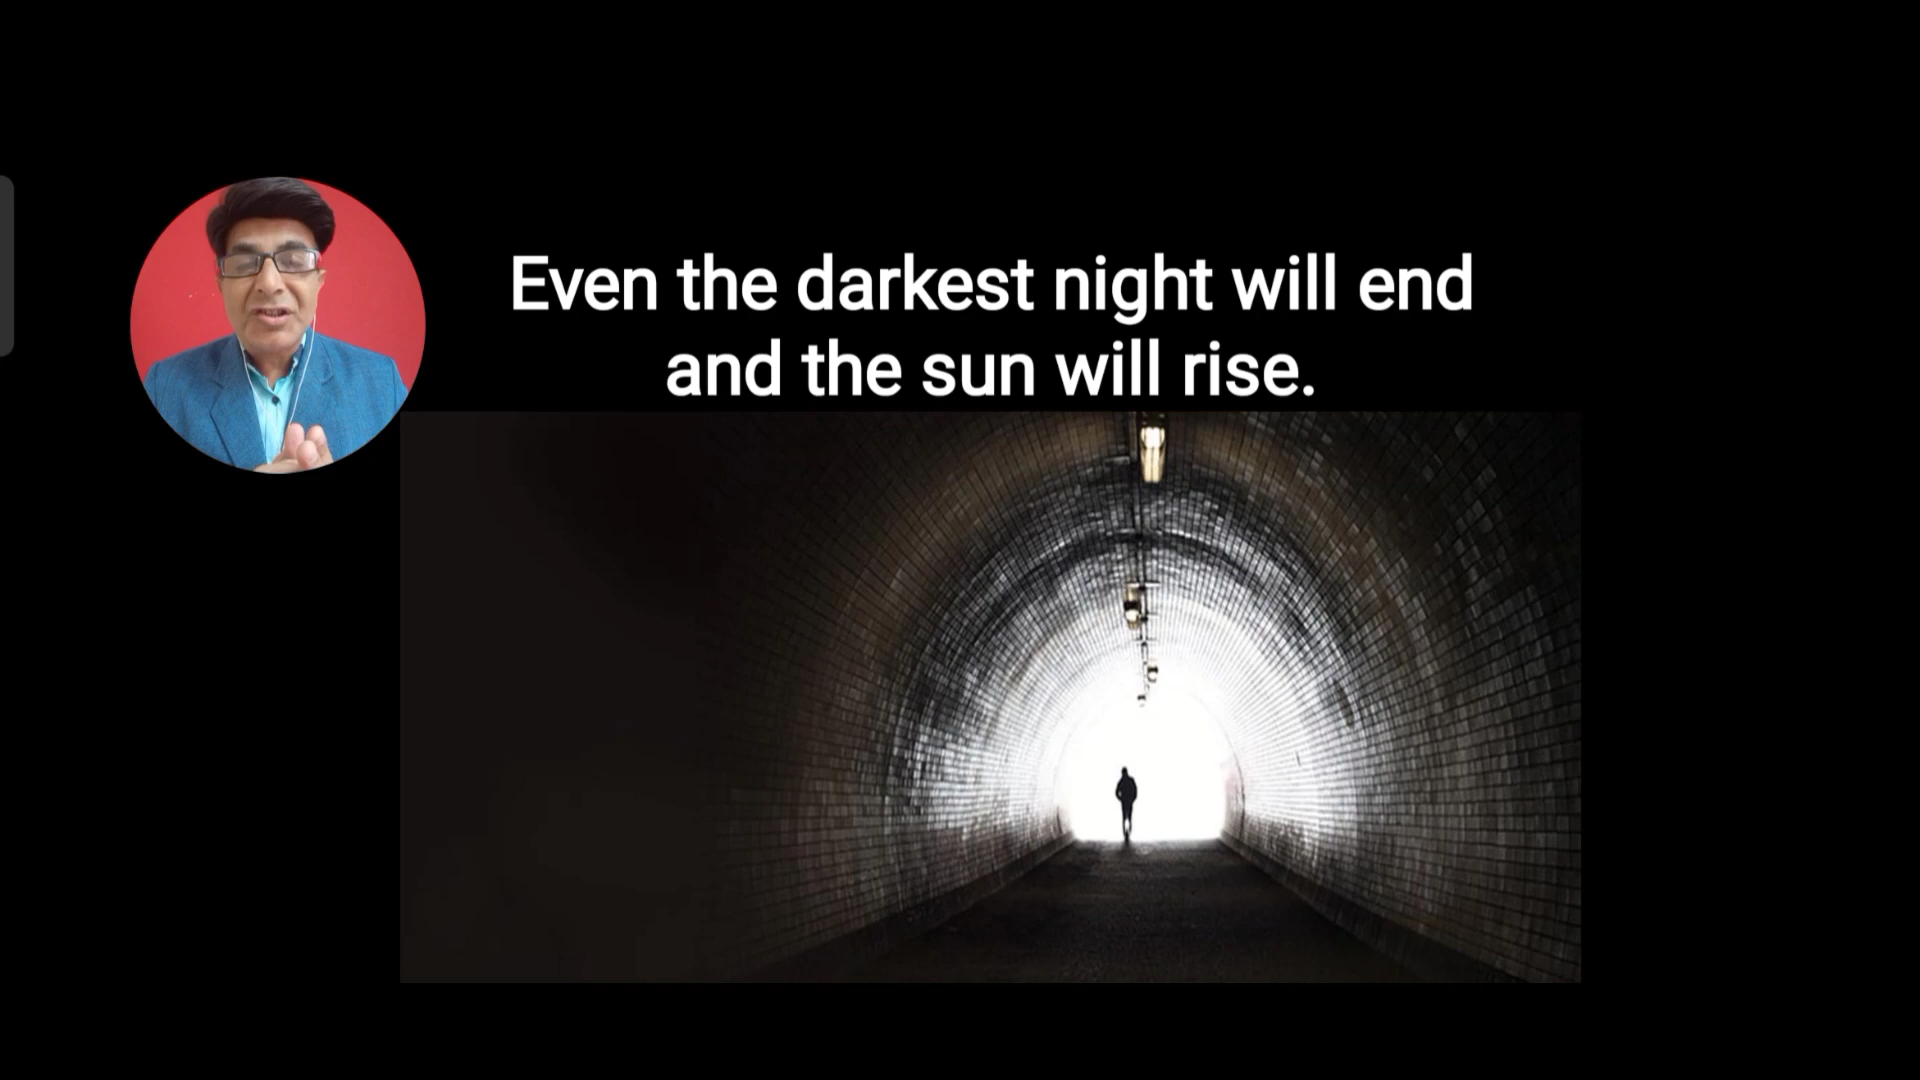 Even the darkest night will end
and the sun will rise.